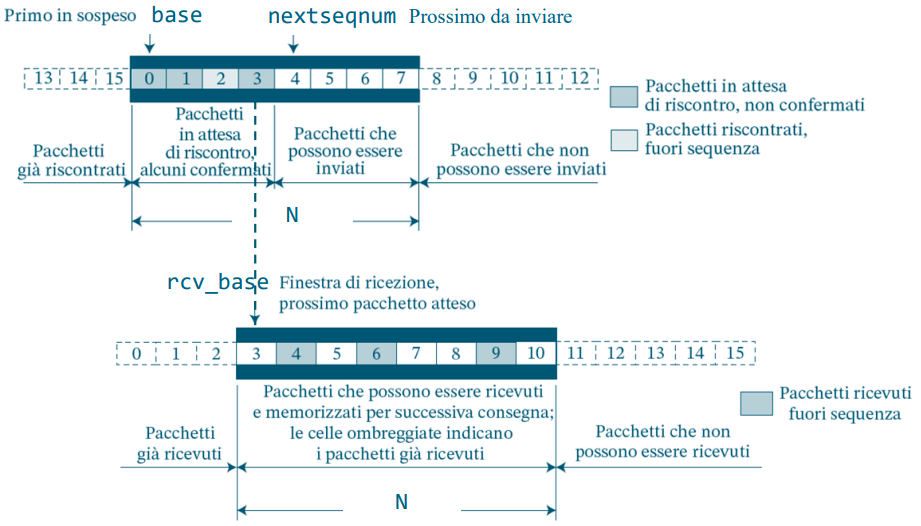 Primo in sospeso base
nextseqnum Prossimo da inviare
13 14 15 0 1 2 3 4 5 6 7 8 9 10 11 12
Pacchetti in attesa
di riscontro, non confermati
Pacchetti riscontrati,
fuori sequenza
Pacchetti
già riscontrati
Pacchetti
in attesa
di riscontro,
alcuni confermati
Pacchetti che
possono essere
inviati
Pacchetti che non
possono essere inviati
N
rcv_base
Finestra di ricezione,
prossimo pacchetto atteso
0 1 2 3 4 5 6 7 8 9 10 11 12 13 14 15
Pacchetti ricevuti
fuori sequenza
Pacchetti
già ricevuti
Pacchetti che possono essere ricevuti
e memorizzati per successiva consegna;
le celle ombreggiate indicano
i pacchetti già ricevuti
Pacchetti che non
possono essere ricevuti
N